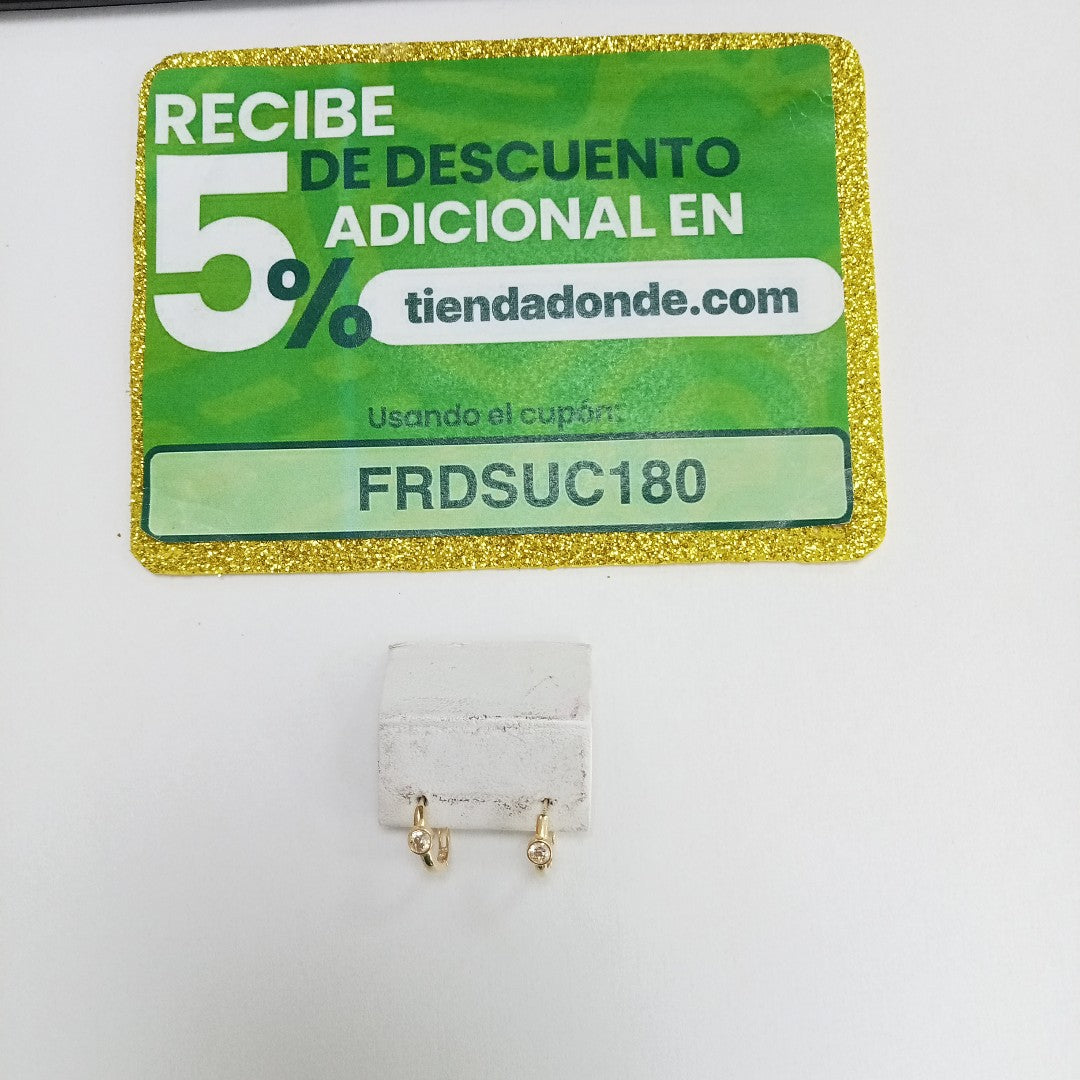 RECIBE
5% DE DESCUENTO
ADICIONAL EN
tiendadonde.com
Usando el cupón:
FRDSUC180